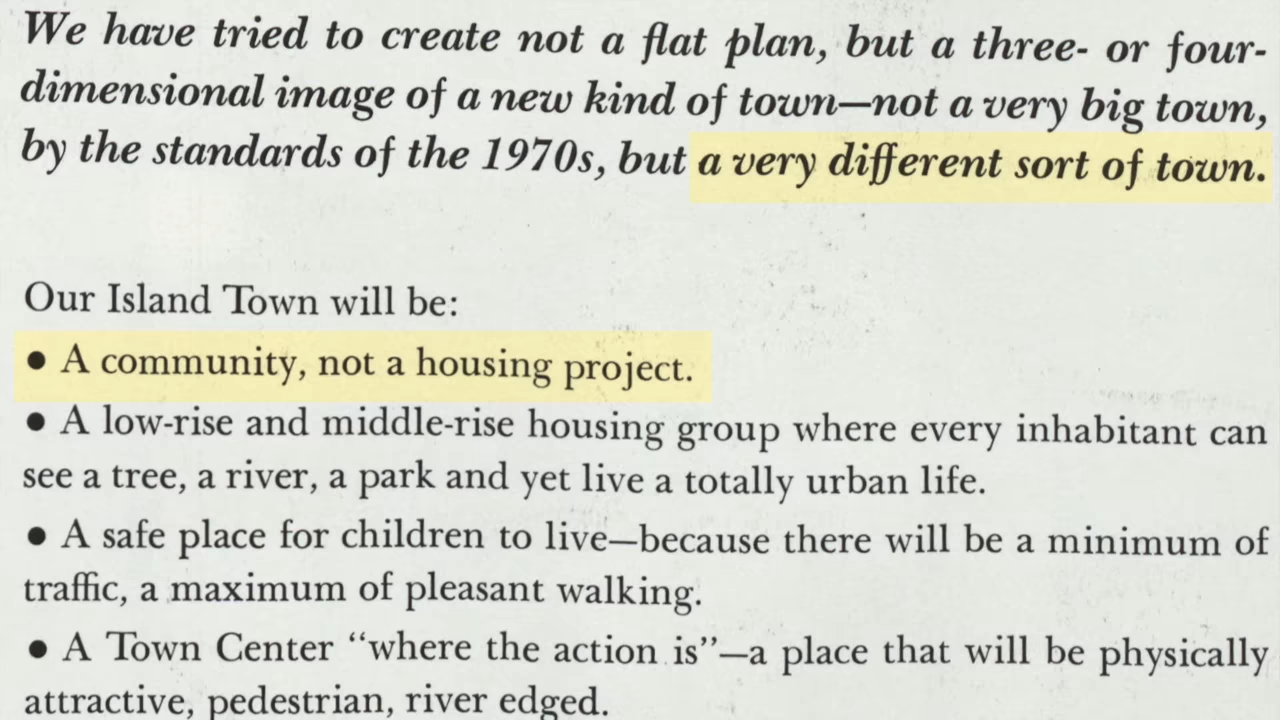 We have tried to create not a flat plan, but a three- or four-
dimensional image of a new kind of town—not a very big town,
by the standards of the 1970s, but a very different sort of town.
Our Island Town will be:
● A community, not a housing project.
● A low-rise and middle-rise housing group where every inhabitant can
see a tree, a river, a park and yet live a totally urban life.
● A safe place for children to live—because there will be a minimum of
traffic, a maximum of pleasant walking.
● A Town Center “where the action is”—a place that will be physically
attractive, pedestrian, river edged.